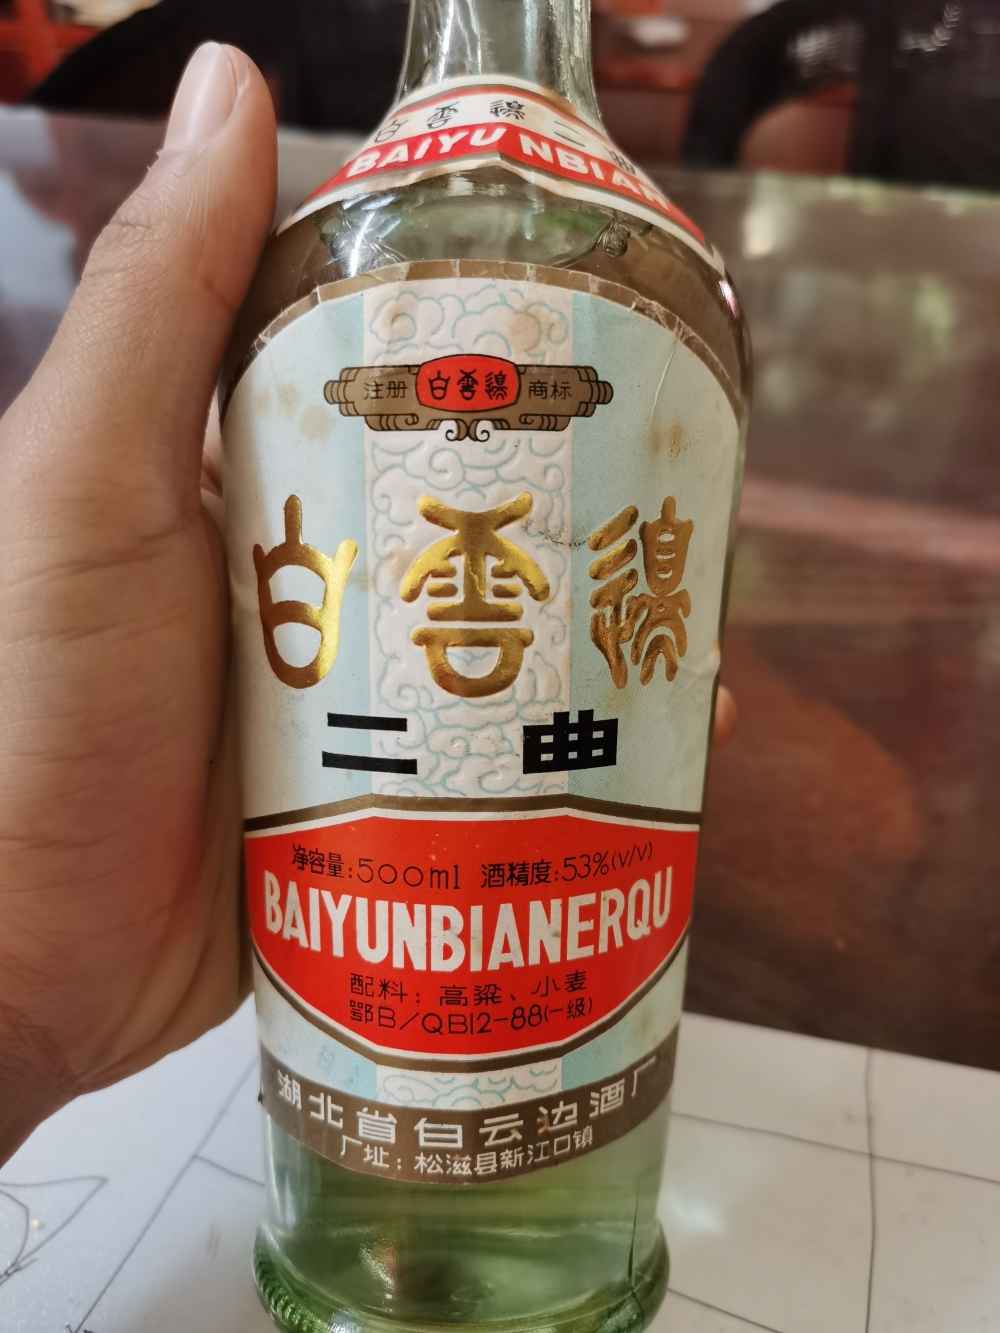 白雲邊二曲
BAIYUNBIAN
注册 白雲邊 商标
白雲邊
二曲
净容量:500ml 酒精度:53%(V/V)
BAIYUNBIANERQU
配料：高粱、小麦
鄂B/QB12-88(一级)
湖北省白云边酒厂
厂址：松滋县新江口镇